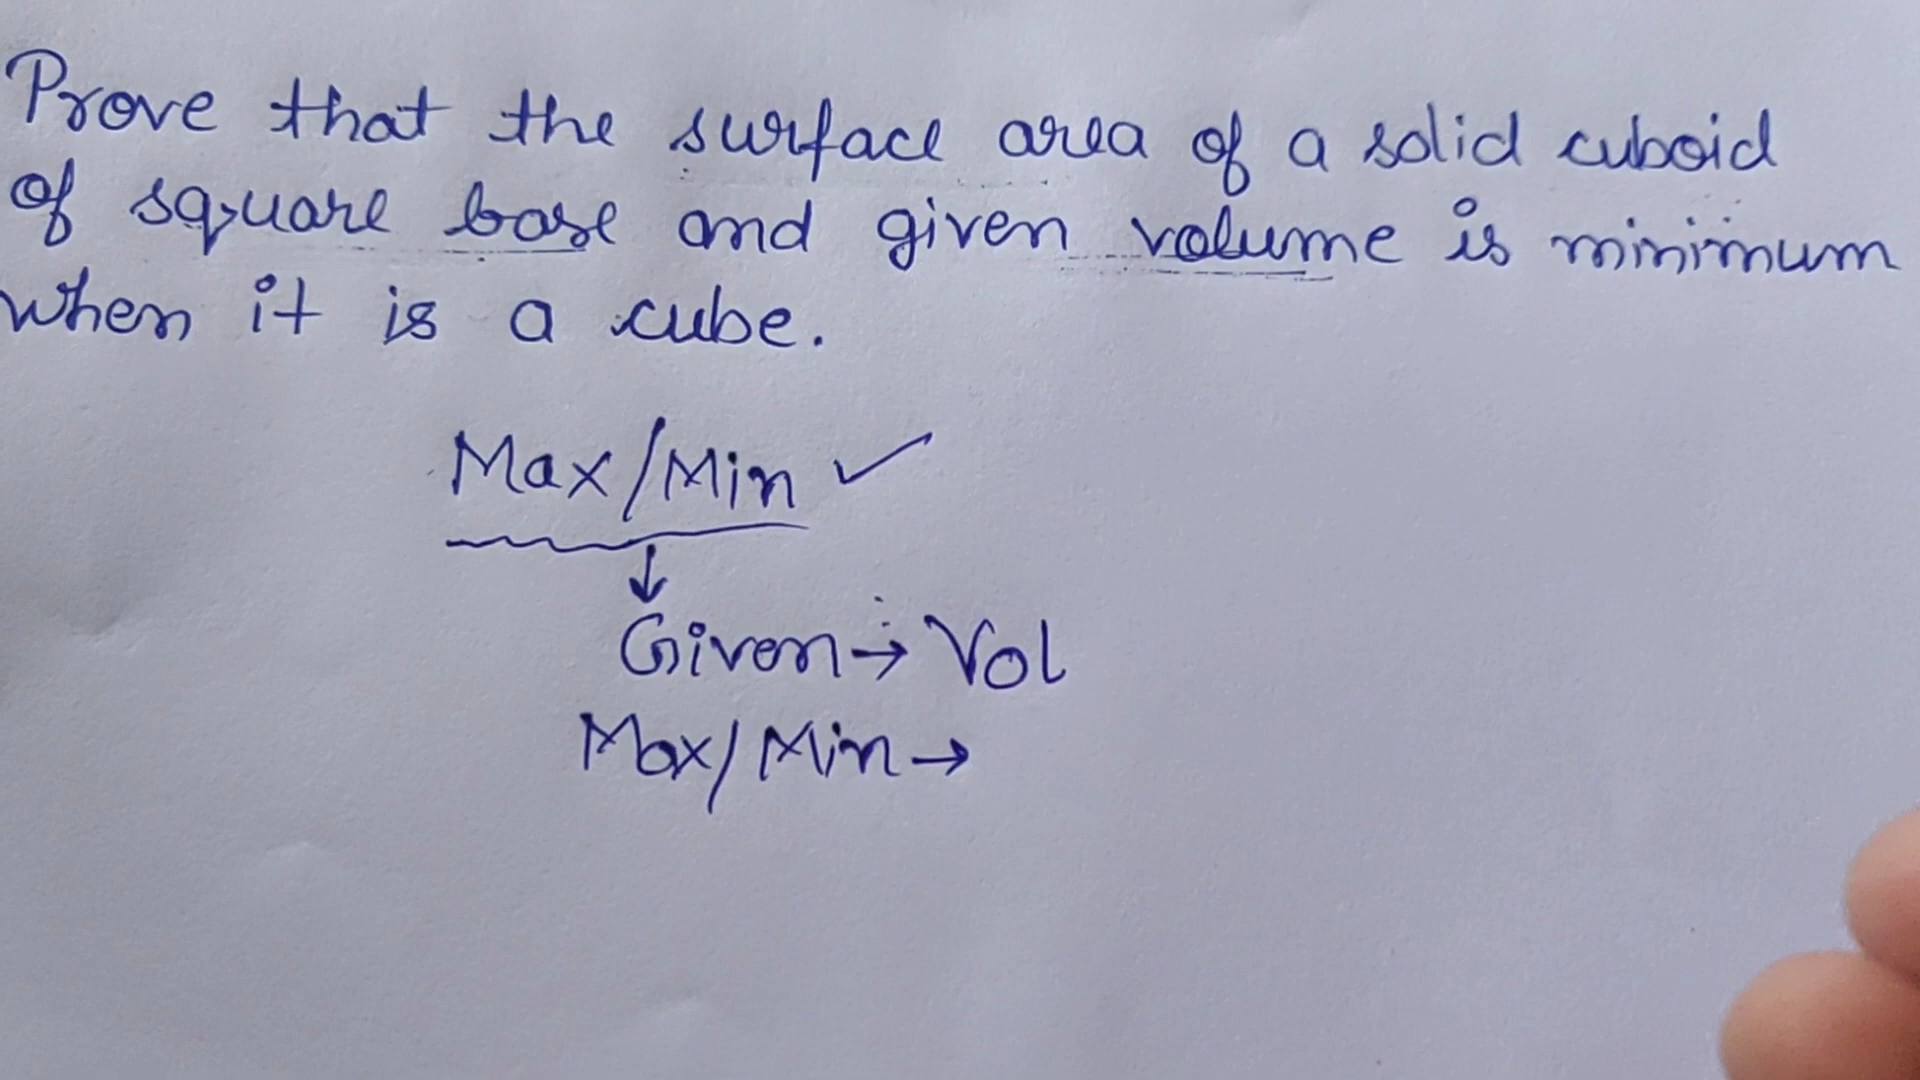 Prove that the surface area of a solid cuboid
of square base and given volume is minimum
when it is a cube.
Max/Min ✓
↓
Given → Vol
Max/Min →